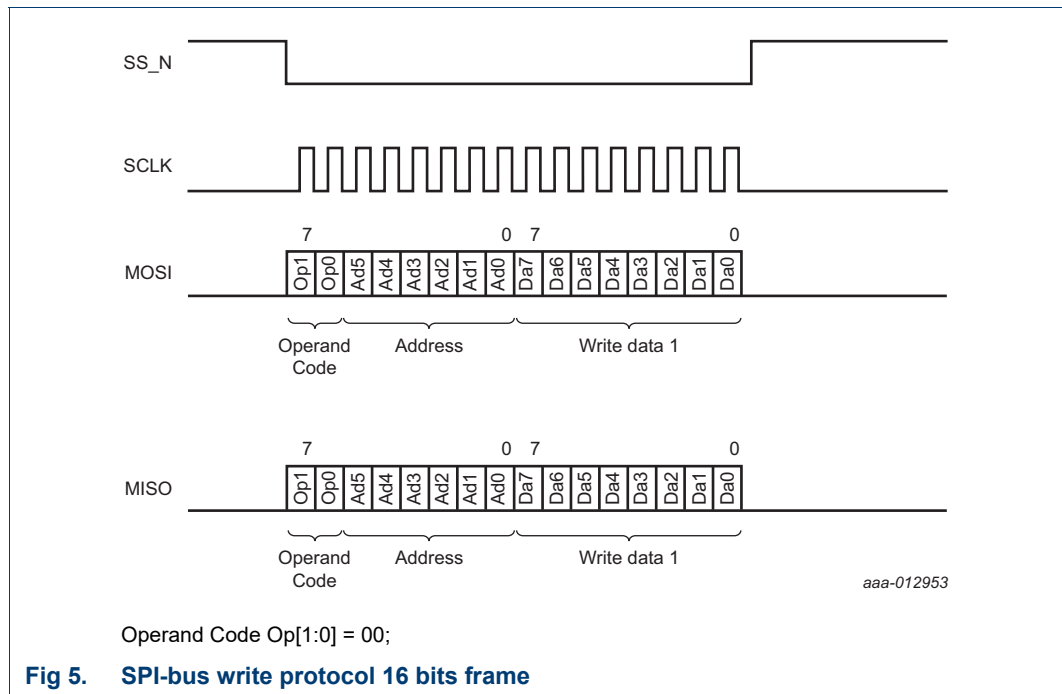 SS_N
SCLK
7 0 7 0
MOSI Op1 Op0 Ad5 Ad4 Ad3 Ad2 Ad1 Ad0 Da7 Da6 Da5 Da4 Da3 Da2 Da1 Da0
Operand Address Write data 1
Code
7 0 7 0
MISO Op1 Op0 Ad5 Ad4 Ad3 Ad2 Ad1 Ad0 Da7 Da6 Da5 Da4 Da3 Da2 Da1 Da0
Operand Address Write data 1
Code
aaa-012953
Operand Code Op[1:0] = 00;
Fig 5. SPI-bus write protocol 16 bits frame